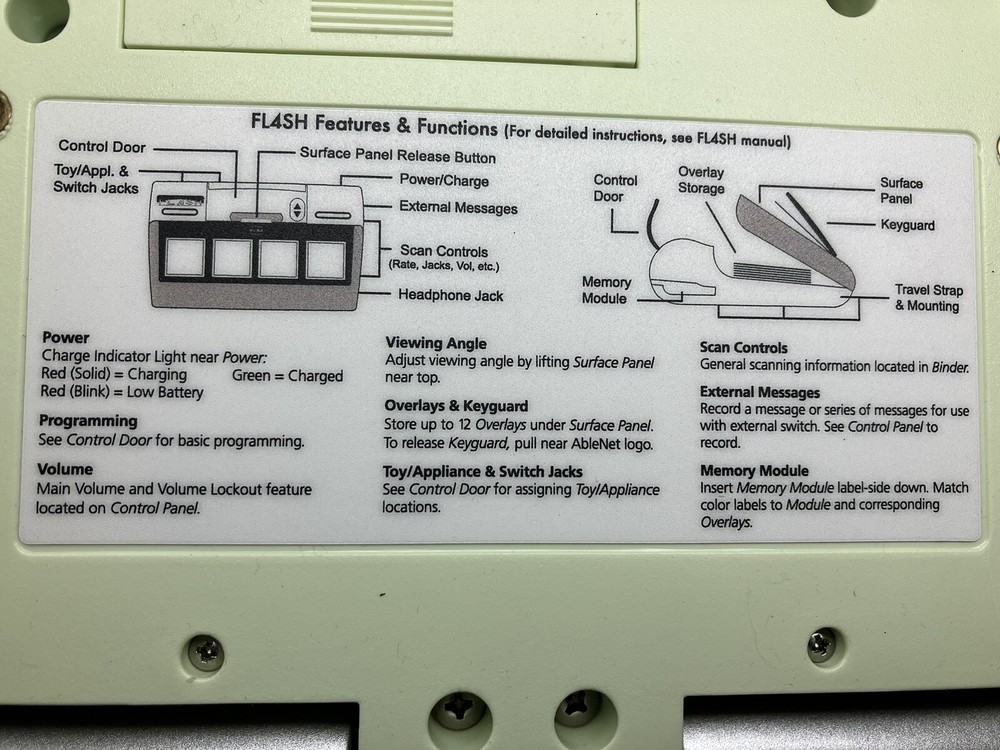 FL4SH Features & Functions (For detailed instructions, see FL4SH manual)
Control Door
Surface Panel Release Button
Toy/Appl. &
Switch Jacks
Power/Charge
External Messages
Scan Controls
(Rate, Jacks, Vol, etc.)
Headphone Jack
Control
Door
Overlay
Storage
Surface
Panel
Keyguard
Memory
Module
Travel Strap
& Mounting
Power
Charge Indicator Light near Power:
Red (Solid) = Charging Green = Charged
Red (Blink) = Low Battery
Programming
See Control Door for basic programming.
Volume
Main Volume and Volume Lockout feature
located on Control Panel.
Viewing Angle
Adjust viewing angle by lifting Surface Panel
near top.
Overlays & Keyguard
Store up to 12 Overlays under Surface Panel.
To release Keyguard, pull near AbleNet logo.
Toy/Appliance & Switch Jacks
See Control Door for assigning Toy/Appliance
locations.
Scan Controls
General scanning information located in Binder.
External Messages
Record a message or series of messages for use
with external switch. See Control Panel to
record.
Memory Module
Insert Memory Module label-side down. Match
color labels to Module and corresponding
Overlays.